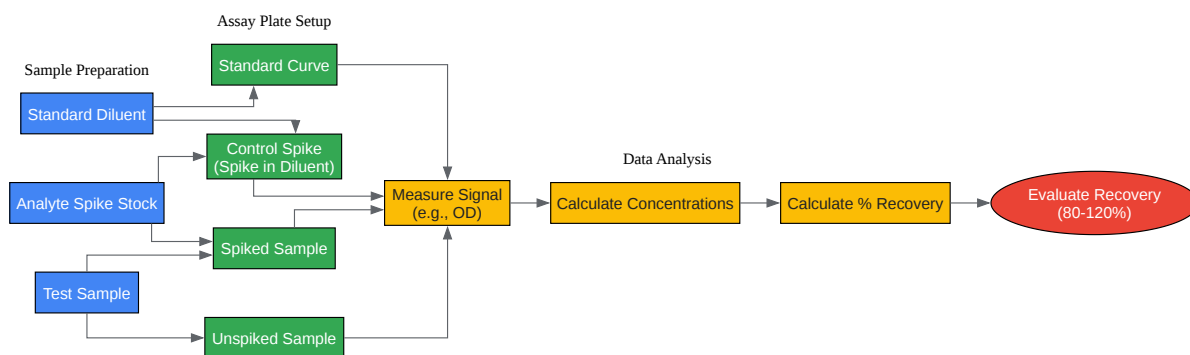 Assay Plate Setup
Standard Curve
Sample Preparation
Standard Diluent
Control Spike
(Spike in Diluent)
Data Analysis
Analyte Spike Stock
Measure Signal
(e.g., OD)
Calculate Concentrations
Calculate % Recovery
Evaluate Recovery
(80-120%)
Spiked Sample
Test Sample
Unspiked Sample